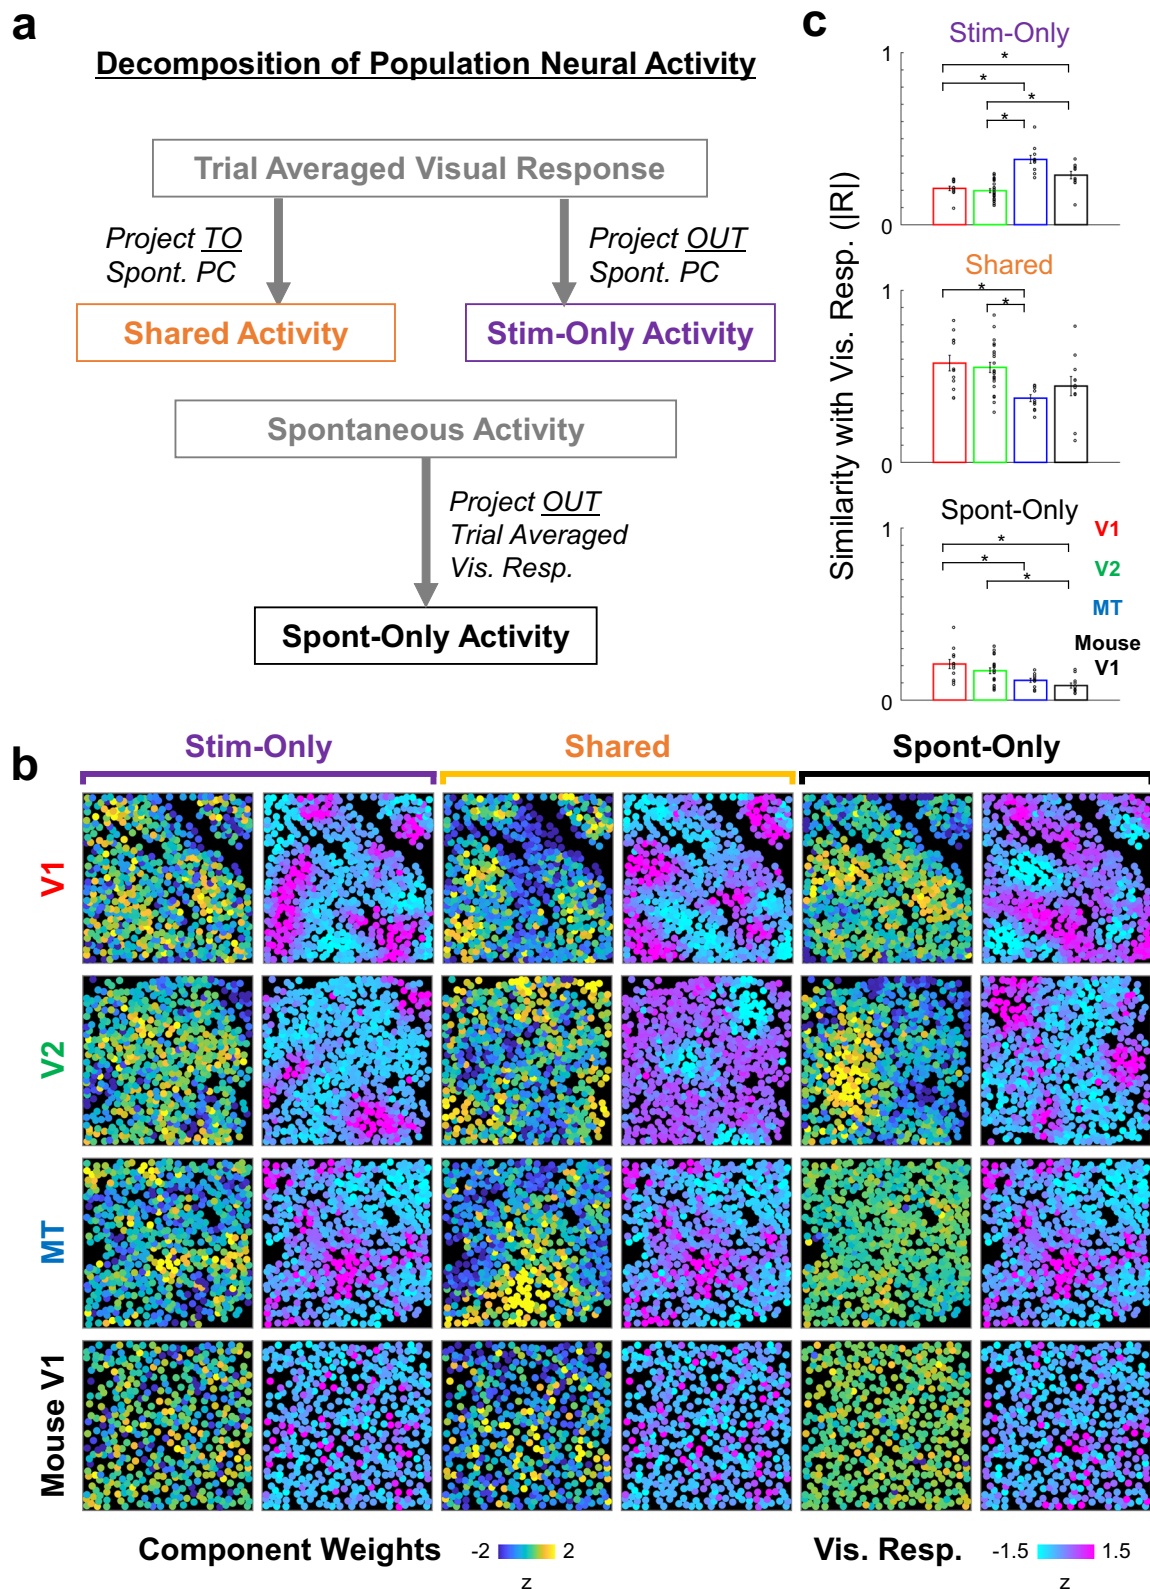 a
Decomposition of Population Neural Activity
Trial Averaged Visual Response
Project TO
Spont. PC
Project OUT
Spont. PC
Shared Activity
Stim-Only Activity
Spontaneous Activity
Project OUT
Trial Averaged
Vis. Resp.
Spont-Only Activity
c
Similarity with Vis. Resp. (|R|)
Stim-Only
1
*
*
*
*
0
Shared
1
*
*
0
Spont-Only
1
*
*
*
0
V1
V2
MT
Mouse
V1
b
Stim-Only
Shared
Spont-Only
V1
V2
MT
Mouse V1
Component Weights
-2
2
z
Vis. Resp.
-1.5
1.5
z